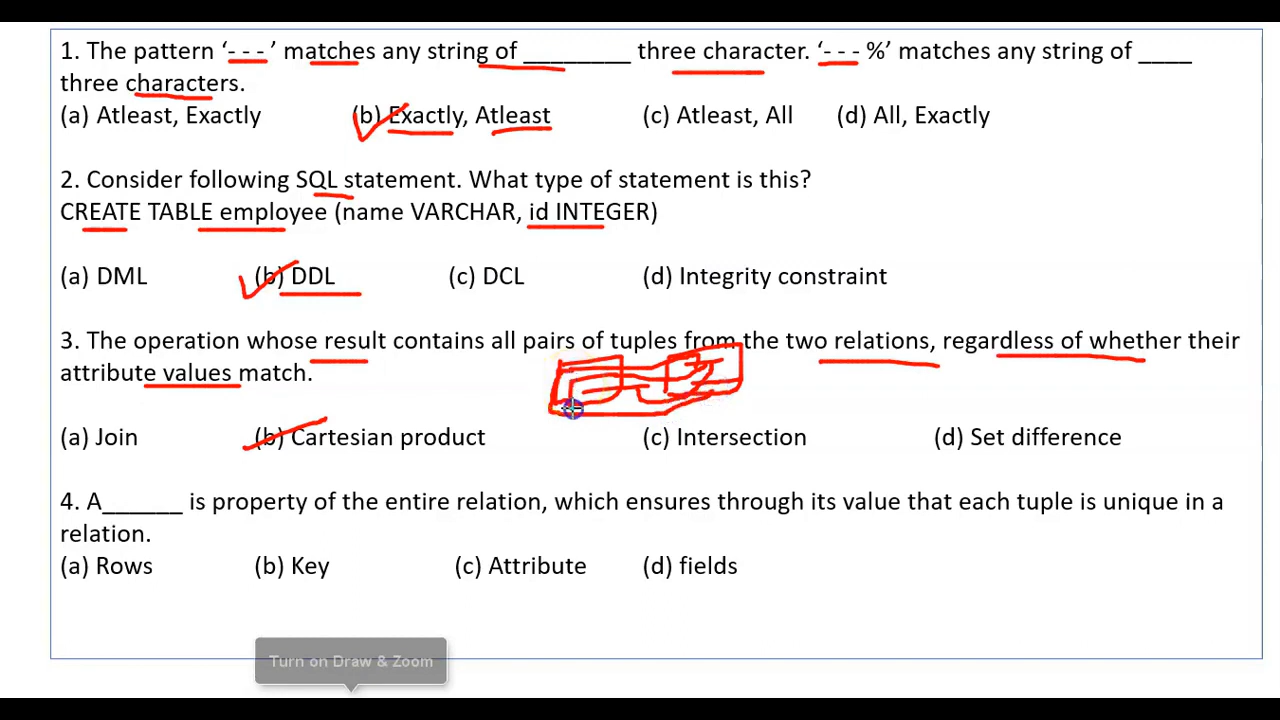 1. The pattern ‘- - - ’ matches any string of ________ three character. ‘- - - %’ matches any string of ____
three characters.
(a) Atleast, Exactly (b) Exactly, Atleast (c) Atleast, All (d) All, Exactly
2. Consider following SQL statement. What type of statement is this?
CREATE TABLE employee (name VARCHAR, id INTEGER)
(a) DML (b) DDL (c) DCL (d) Integrity constraint
3. The operation whose result contains all pairs of tuples from the two relations, regardless of whether their
attribute values match.
(a) Join (b) Cartesian product (c) Intersection (d) Set difference
4. A______ is property of the entire relation, which ensures through its value that each tuple is unique in a
relation.
(a) Rows (b) Key (c) Attribute (d) fields
Turn on Draw & Zoom